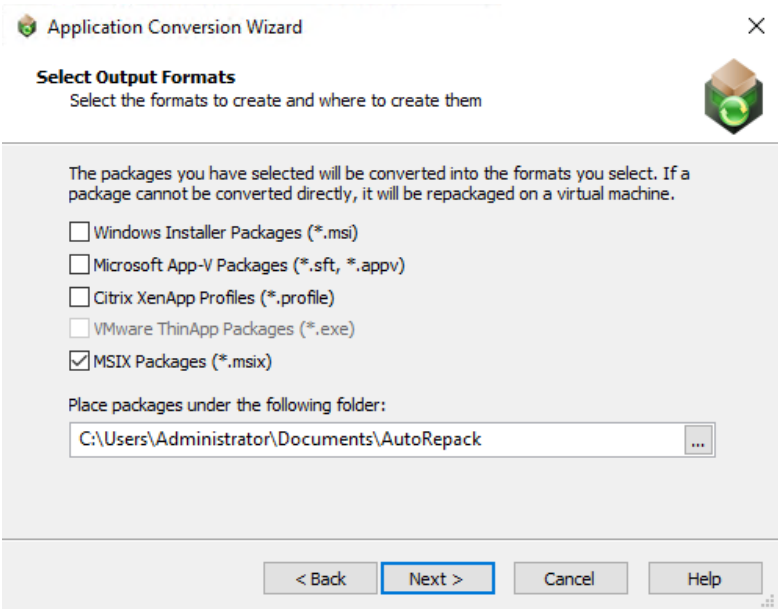 Application Conversion Wizard
Select Output Formats
Select the formats to create and where to create them
The packages you have selected will be converted into the formats you select. If a
package cannot be converted directly, it will be repackaged on a virtual machine.
Windows Installer Packages (*.msi)
Microsoft App-V Packages (*.sft, *.appv)
Citrix XenApp Profiles (*.profile)
VMware ThinApp Packages (*.exe)
MSIX Packages (*.msix)
Place packages under the following folder:
C:\Users\Administrator\Documents\AutoRepack
...
< Back Next > Cancel Help